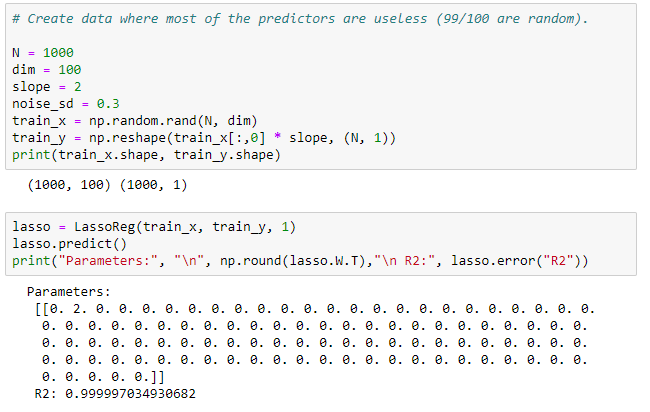 # Create data where most of the predictors are useless (99/100 are random).
N = 1000
dim = 100
slope = 2
noise_sd = 0.3
train_x = np.random.rand(N, dim)
train_y = np.reshape(train_x[:,0] * slope, (N, 1))
print(train_x.shape, train_y.shape)
(1000, 100) (1000, 1)
lasso = LassoReg(train_x, train_y, 1)
lasso.predict()
print("Parameters:", "\n", np.round(lasso.W.T),"\n R2:", lasso.error("R2"))
Parameters:
[[0. 2. 0. 0. 0. 0. 0. 0. 0. 0. 0. 0. 0. 0. 0. 0. 0. 0. 0. 0. 0. 0. 0. 0.
0. 0. 0. 0. 0. 0. 0. 0. 0. 0. 0. 0. 0. 0. 0. 0. 0. 0. 0. 0. 0. 0. 0. 0.
0. 0. 0. 0. 0. 0. 0. 0. 0. 0. 0. 0. 0. 0. 0. 0. 0. 0. 0. 0. 0. 0. 0. 0.
0. 0. 0. 0. 0. 0. 0. 0. 0. 0. 0. 0. 0. 0. 0. 0. 0. 0. 0. 0. 0. 0. 0. 0.
0. 0. 0. 0. 0.]]
R2: 0.999997034930682